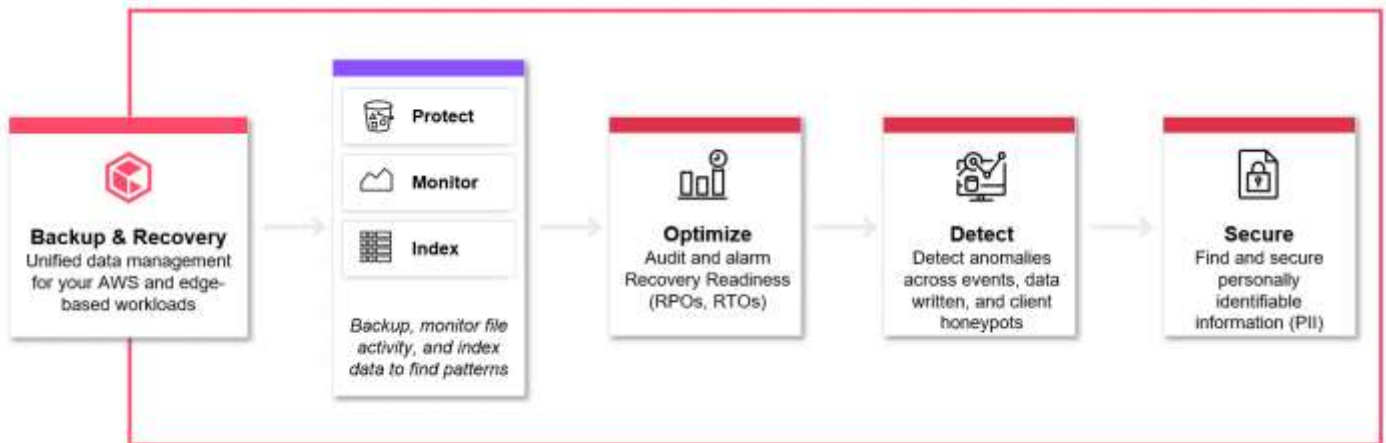 Backup & Recovery
Unified data management
for your AWS and edge-
based workloads
Protect
Monitor
Index
Backup, monitor file
activity, and index
data to find patterns
Optimize
Audit and alarm
Recovery Readiness
(RPOs, RTOs)
Detect
Detect anomalies
across events, data
written, and client
honeypots
Secure
Find and secure
personally
identifiable
information (PII)